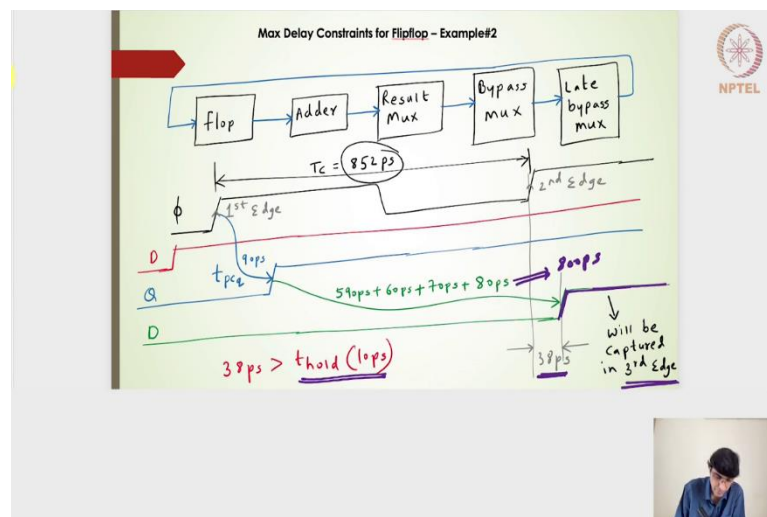 Max Delay Constraints for Flipflop – Example#2
NPTEL
flop
Adder
Result
Mux
Bypass
mux
Late
bypass
mux
Tc = 852ps
ϕ
1st Edge
2nd Edge
D
90ps
tpcq
Q
590ps + 60ps + 70ps + 80ps ⇒ 800ps
D
38ps
will be
captured
in 3rd Edge
38ps > thold (10ps)